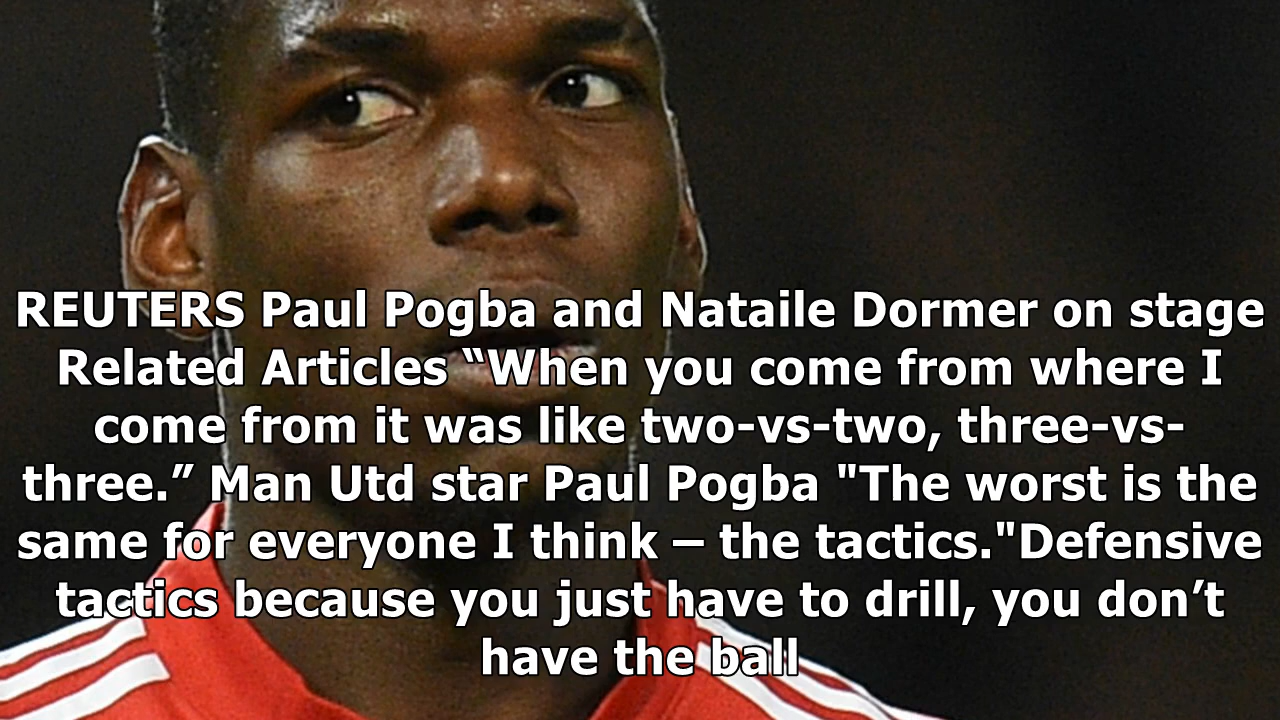 REUTERS Paul Pogba and Nataile Dormer on stage
Related Articles “When you come from where I
come from it was like two-vs-two, three-vs-
three.” Man Utd star Paul Pogba "The worst is the
same for everyone I think – the tactics."Defensive
tactics because you just have to drill, you don’t
have the ball